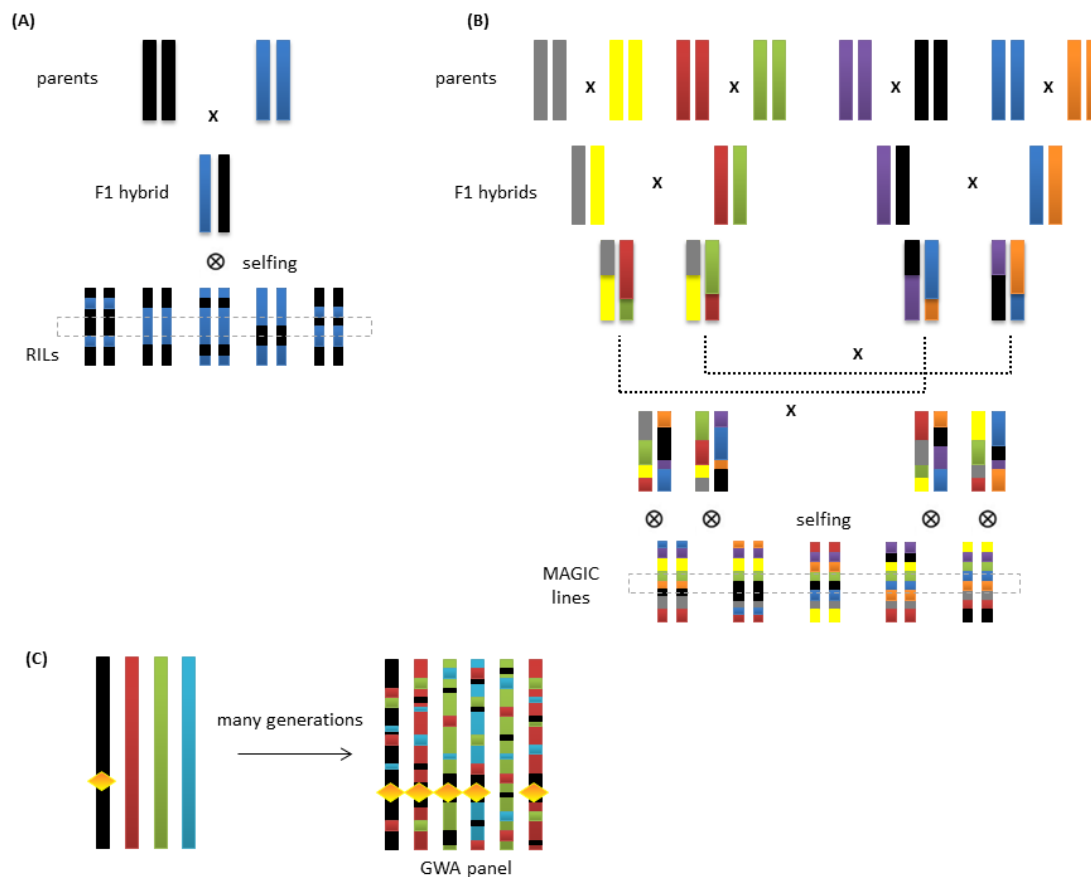 (A)
parents
X
F1 hybrid
selfing
RILs
(B)
parents
X X X X
F1 hybrids
X X
X
X
selfing
MAGIC
lines
(C)
many generations
GWA panel